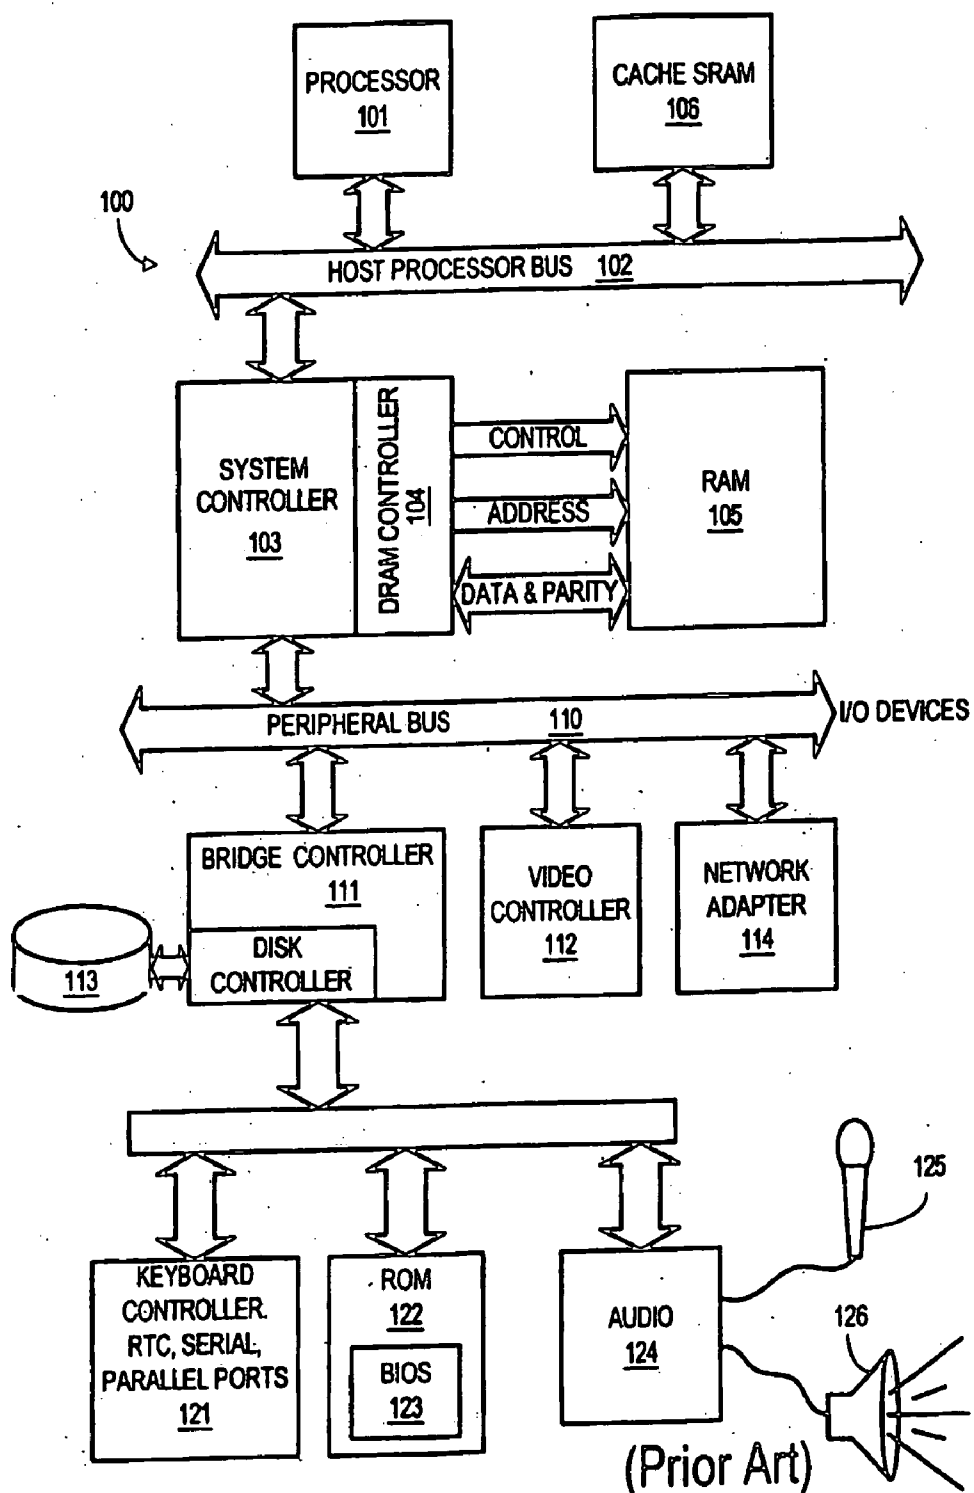 PROCESSOR
101
CACHE SRAM
106
100
HOST PROCESSOR BUS 102
SYSTEM
CONTROLLER
103
DRAM CONTROLLER
104
CONTROL
ADDRESS
DATA & PARITY
RAM
105
PERIPHERAL BUS 110
I/O DEVICES
BRIDGE CONTROLLER
111
DISK
CONTROLLER
113
VIDEO
CONTROLLER
112
NETWORK
ADAPTER
114
KEYBOARD
CONTROLLER.
RTC, SERIAL,
PARALLEL PORTS
121
ROM
122
BIOS
123
AUDIO
124
125
126
(Prior Art)